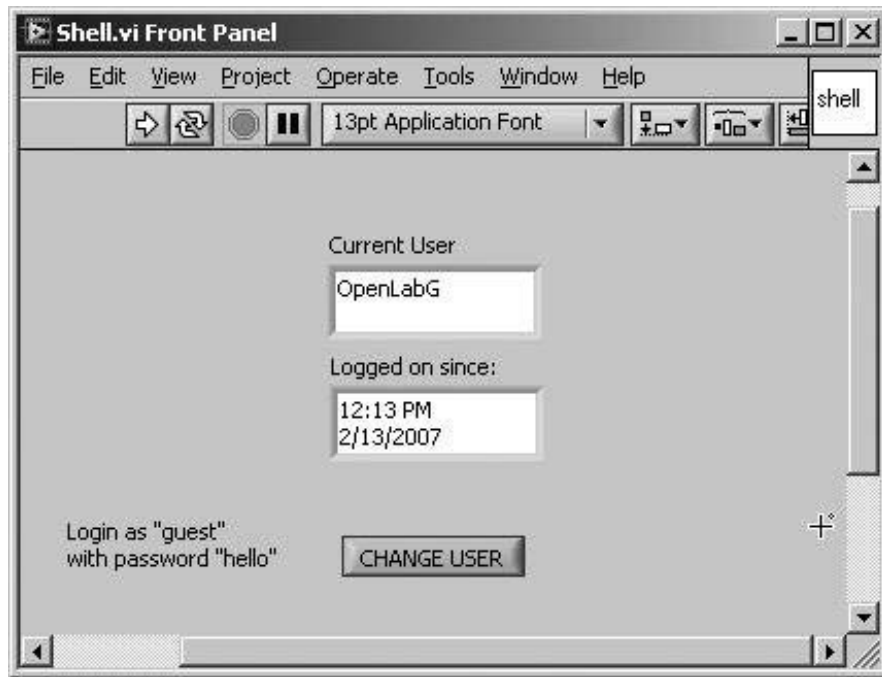 Shell.vi Front Panel
File Edit View Project Operate Tools Window Help
13pt Application Font
shell
Current User
OpenLabG
Logged on since:
12:13 PM
2/13/2007
Login as "guest"
with password "hello"
CHANGE USER